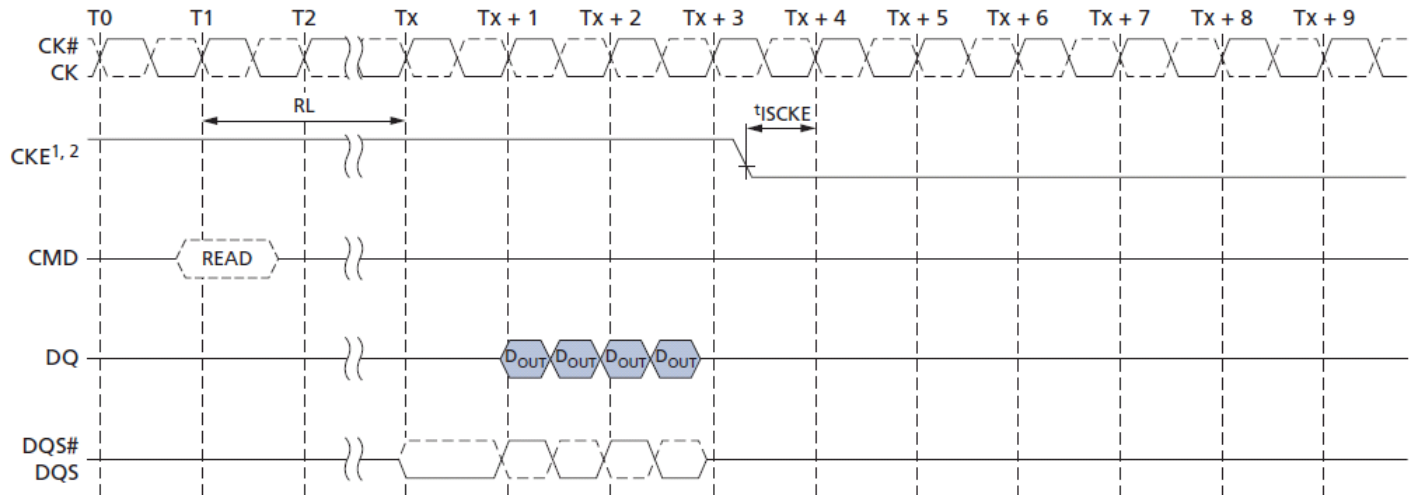 T0 T1 T2 Tx Tx + 1 Tx + 2 Tx + 3 Tx + 4 Tx + 5 Tx + 6 Tx + 7 Tx + 8 Tx + 9
CK#
CK
RL
tISCKE
CKE1, 2
CMD READ
DQ DOUT DOUT DOUT DOUT
DQS#
DQS